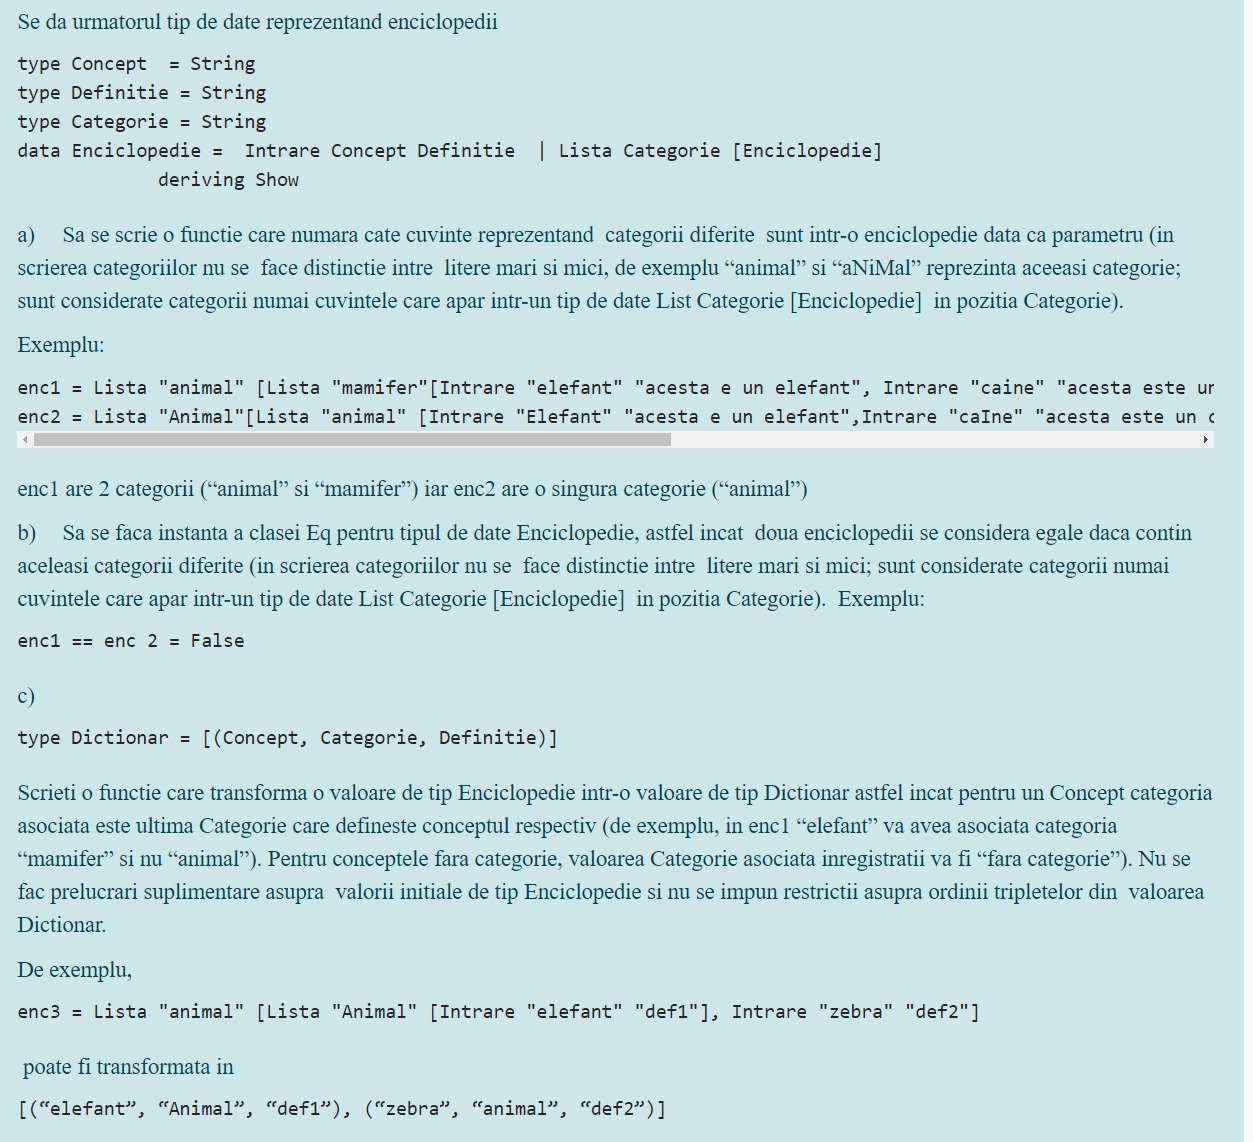 Se da urmatorul tip de date reprezentand enciclopedii
type Concept  = String
type Definitie = String
type Categorie = String
data Enciclopedie =  Intrare Concept Definitie  | Lista Categorie [Enciclopedie]
             deriving Show
a)    Sa se scrie o functie care numara cate cuvinte reprezentand  categorii diferite  sunt intr-o enciclopedie data ca parametru (in
scrierea categoriilor nu se  face distinctie intre  litere mari si mici, de exemplu “animal” si “aNiMal” reprezinta aceeasi categorie;
sunt considerate categorii numai cuvintele care apar intr-un tip de date List Categorie [Enciclopedie]  in pozitia Categorie).
Exemplu:
enc1 = Lista "animal" [Lista "mamifer"[Intrare "elefant" "acesta e un elefant", Intrare "caine" "acesta este un
enc2 = Lista "Animal"[Lista "animal" [Intrare "Elefant" "acesta e un elefant",Intrare "caIne" "acesta este un c
enc1 are 2 categorii (“animal” si “mamifer”) iar enc2 are o singura categorie (“animal”)
b)    Sa se faca instanta a clasei Eq pentru tipul de date Enciclopedie, astfel incat  doua enciclopedii se considera egale daca contin
aceleasi categorii diferite (in scrierea categoriilor nu se  face distinctie intre  litere mari si mici; sunt considerate categorii numai
cuvintele care apar intr-un tip de date List Categorie [Enciclopedie]  in pozitia Categorie).  Exemplu:
enc1 == enc 2 = False
c)
type Dictionar = [(Concept, Categorie, Definitie)]
Scrieti o functie care transforma o valoare de tip Enciclopedie intr-o valoare de tip Dictionar astfel incat pentru un Concept categoria
asociata este ultima Categorie care defineste conceptul respectiv (de exemplu, in enc1 “elefant” va avea asociata categoria
“mamifer” si nu “animal”). Pentru conceptele fara categorie, valoarea Categorie asociata inregistratii va fi “fara categorie”). Nu se
fac prelucrari suplimentare asupra  valorii initiale de tip Enciclopedie si nu se impun restrictii asupra ordinii tripletelor din  valoarea
Dictionar.
De exemplu,
enc3 = Lista "animal" [Lista "Animal" [Intrare "elefant" "def1"], Intrare "zebra" "def2"]
poate fi transformata in
[(“elefant”, “Animal”, “def1”), (“zebra”, “animal”, “def2”)]